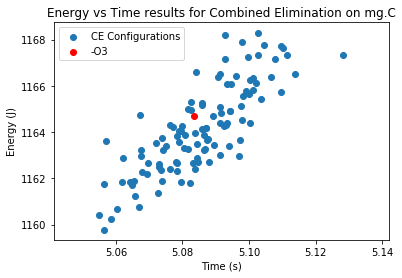 Energy vs Time results for Combined Elimination on mg.C
CE Configurations
-O3
1168
1166
1164
1162
1160
Energy (J)
5.06
5.08
5.10
5.12
5.14
Time (s)